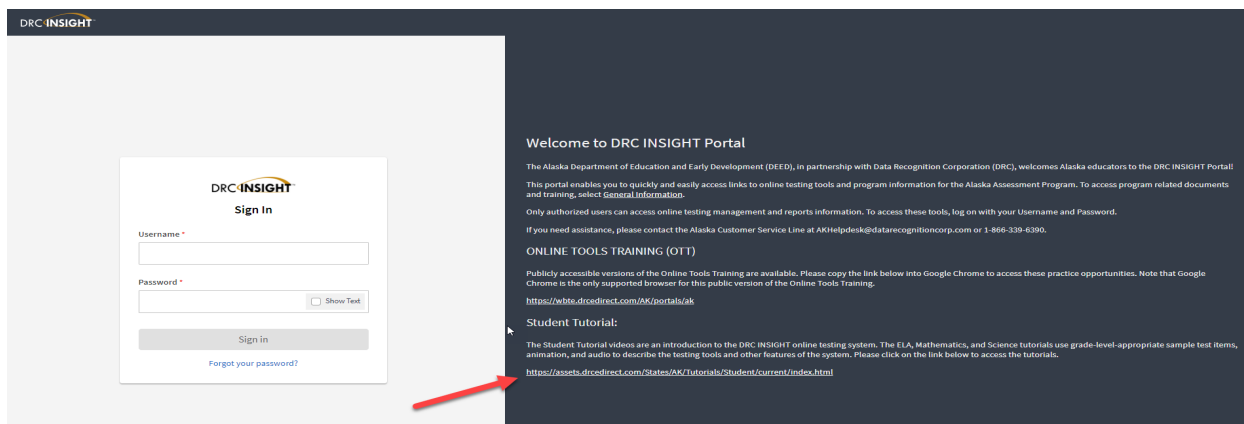 DRC INSIGHT
DRC INSIGHT
Sign In
Username *
Password *
Show Text
Sign in
Forgot your password?
Welcome to DRC INSIGHT Portal
The Alaska Department of Education and Early Development (DEED), in partnership with Data Recognition Corporation (DRC), welcomes Alaska educators to the DRC INSIGHT Portal!
This portal enables you to quickly and easily access links to online testing tools and program information for the Alaska Assessment Program. To access program related documents
and training, select General Information.
Only authorized users can access online testing management and reports information. To access these tools, log on with your Username and Password.
If you need assistance, please contact the Alaska Customer Service Line at AKHelpdesk@datarecognitioncorp.com or 1-866-339-6390.
ONLINE TOOLS TRAINING (OTT)
Publicly accessible versions of the Online Tools Training are available. Please copy the link below into Google Chrome to access these practice opportunities. Note that Google
Chrome is the only supported browser for this public version of the Online Tools Training.
https://wbte.drcedirect.com/AK/portals/ak
Student Tutorial:
The Student Tutorial videos are an introduction to the DRC INSIGHT online testing system. The ELA, Mathematics, and Science tutorials use grade-level-appropriate sample test items,
animation, and audio to describe the testing tools and other features of the system. Please click on the link below to access the tutorials.
https://assets.drcedirect.com/States/AK/Tutorials/Student/current/index.html